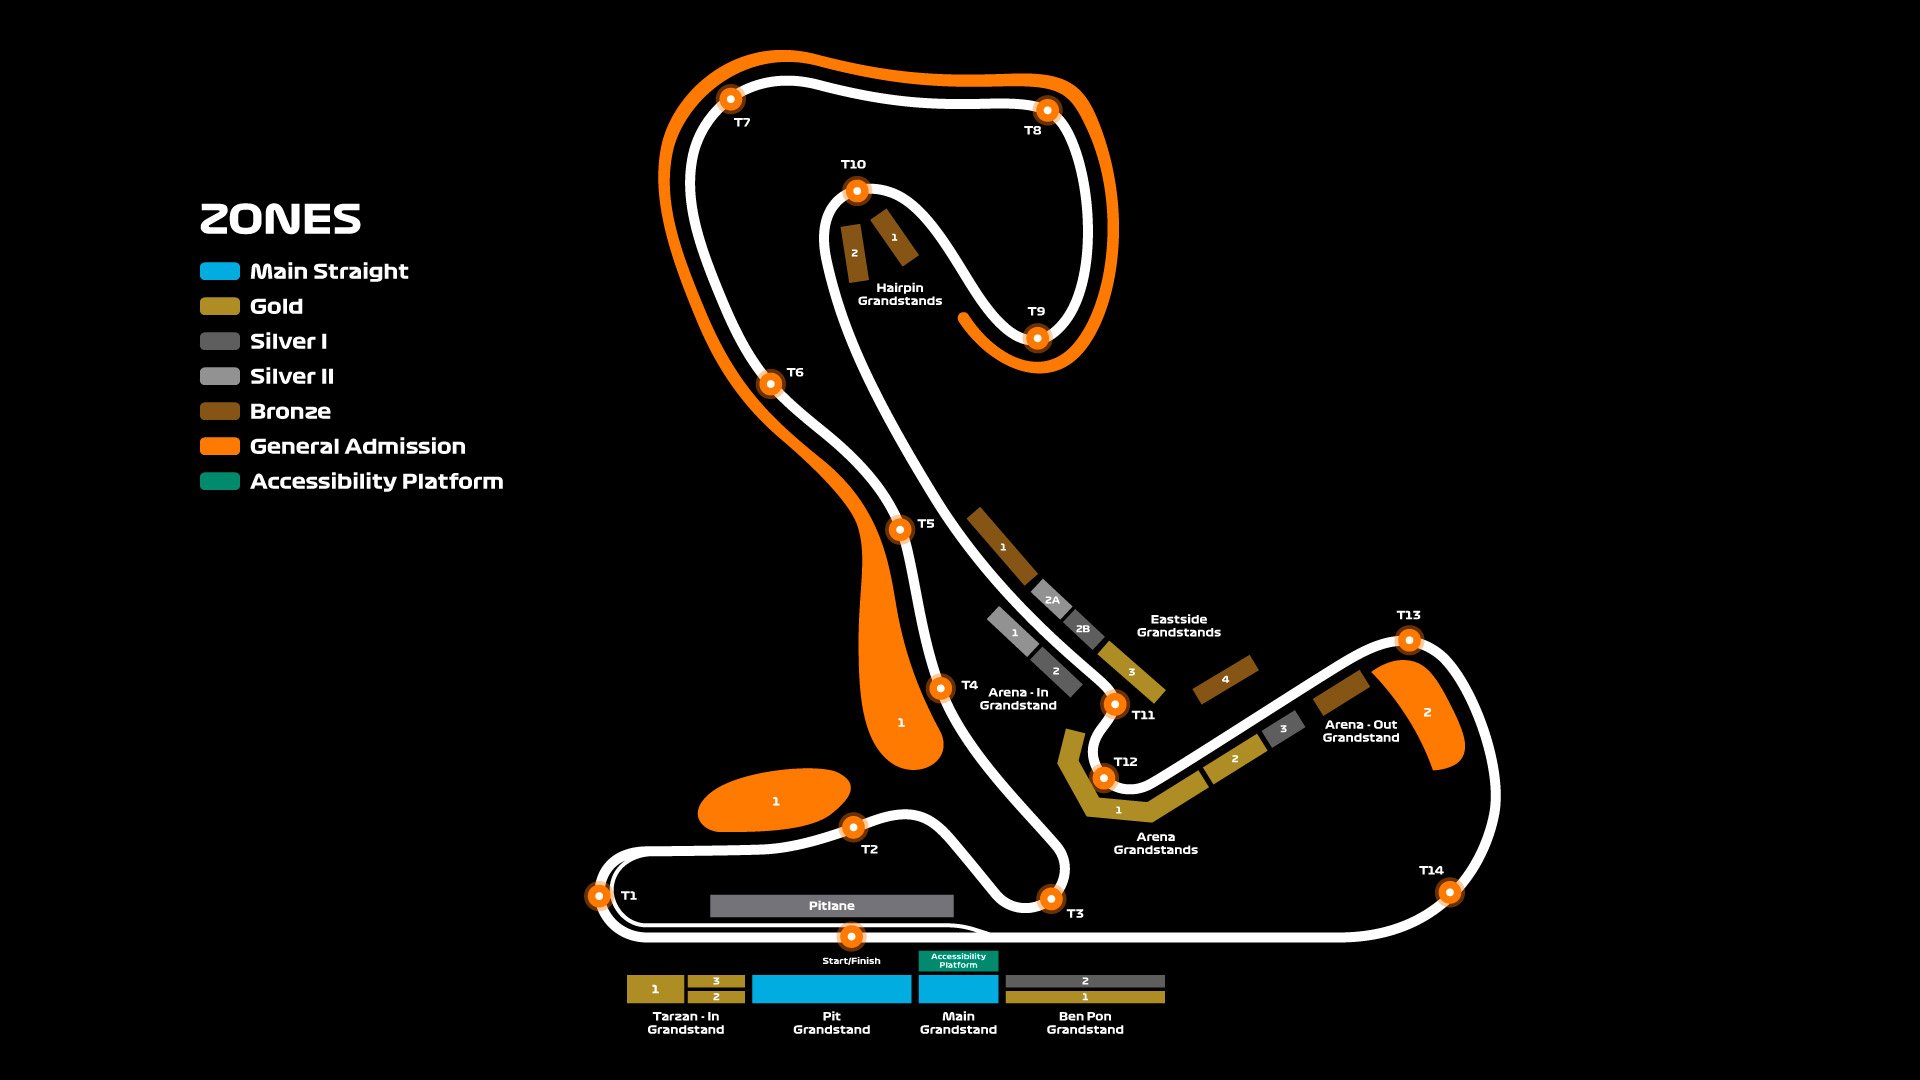 ZONES
Main Straight
Gold
Silver I
Silver II
Bronze
General Admission
Accessibility Platform
T7
T8
T10
1
2
Hairpin
Grandstands
T9
T6
T5
1
2A
2B
3
Eastside
Grandstands
4
1
2
Arena - In
Grandstand
T4
T11
T13
2
Arena - Out
Grandstand
3
2
1
T12
Arena
Grandstands
1
1
T2
T14
T1
Pitlane
T3
Start/Finish
Accessibility
Platform
1
3
2
2
1
Tarzan - In
Grandstand
Pit
Grandstand
Main
Grandstand
Ben Pon
Grandstand